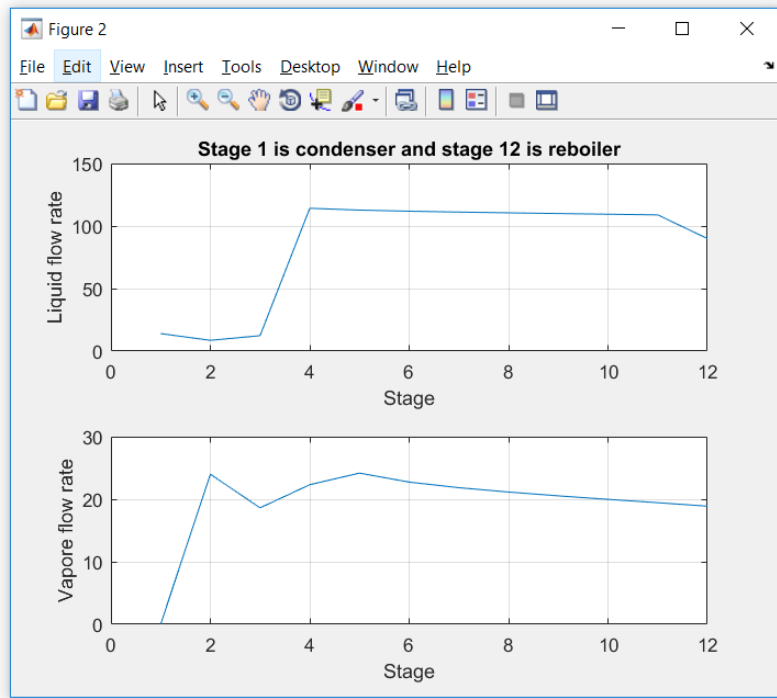 Figure 2
File Edit View Insert Tools Desktop Window Help
Stage 1 is condenser and stage 12 is reboiler
150
100
50
0
Liquid flow rate
0 2 4 6 8 10 12
Stage
30
20
10
0
Vapore flow rate
0 2 4 6 8 10 12
Stage